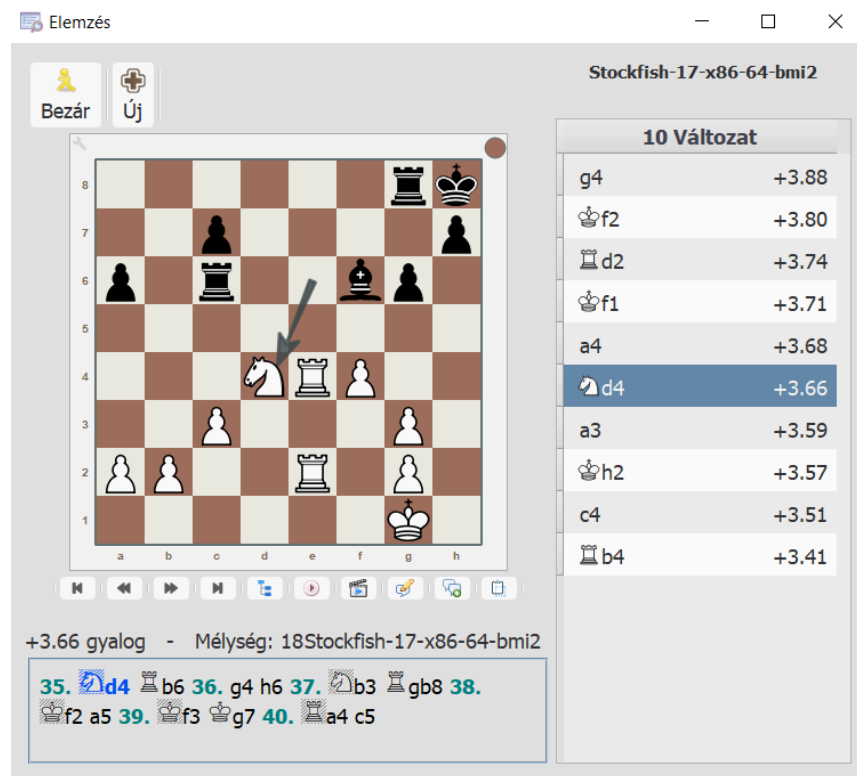 Elemzés
Bezár Új
Stockfish-17-x86-64-bmi2
10 Változat
g4 +3.88
♔f2 +3.80
♖d2 +3.74
♔f1 +3.71
a4 +3.68
♘d4 +3.66
a3 +3.59
♔h2 +3.57
c4 +3.51
♖b4 +3.41
8
7
6
5
4
3
2
1
a b c d e f g h
+3.66 gyalog - Mélység: 18Stockfish-17-x86-64-bmi2
35. ♘d4 ♖b6 36. g4 h6 37. ♘b3 ♖gb8 38.
♔f2 a5 39. ♔f3 ♔g7 40. ♖a4 c5